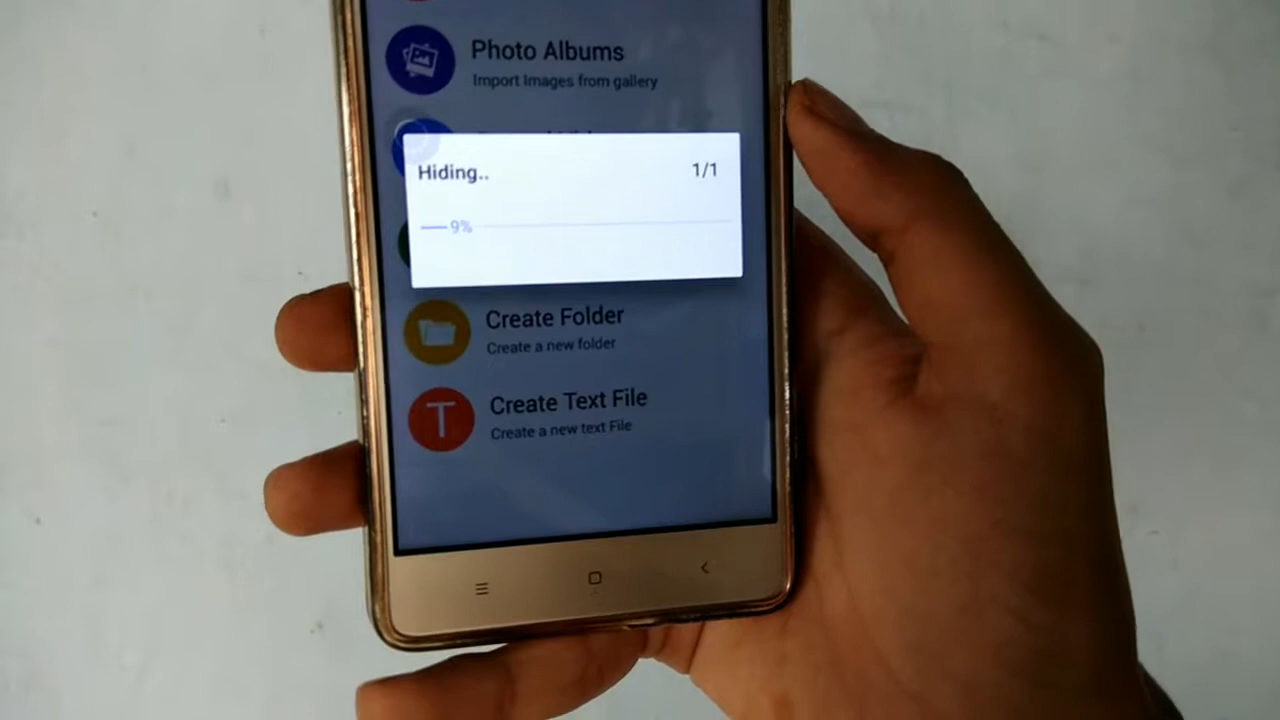 Photo Albums
Import Images from gallery
Hiding..
1/1
9%
Create Folder
Create a new folder
T
Create Text File
Create a new text File